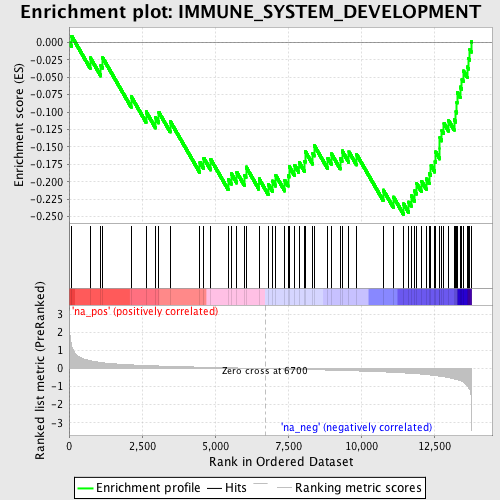 Enrichment plot: IMMUNE_SYSTEM_DEVELOPMENT
Enrichment score (ES)
0.000
-0.025
-0.050
-0.075
-0.100
-0.125
-0.150
-0.175
-0.200
-0.225
-0.250
'na_pos' (positively correlated)
Ranked list metric (PreRanked)
3
2
1
0
-1
-2
-3
Zero cross at 6700
'na_neg' (negatively correlated)
0
2,500
5,000
7,500
10,000
12,500
Rank in Ordered Dataset
Enrichment profile
Hits
Ranking metric scores